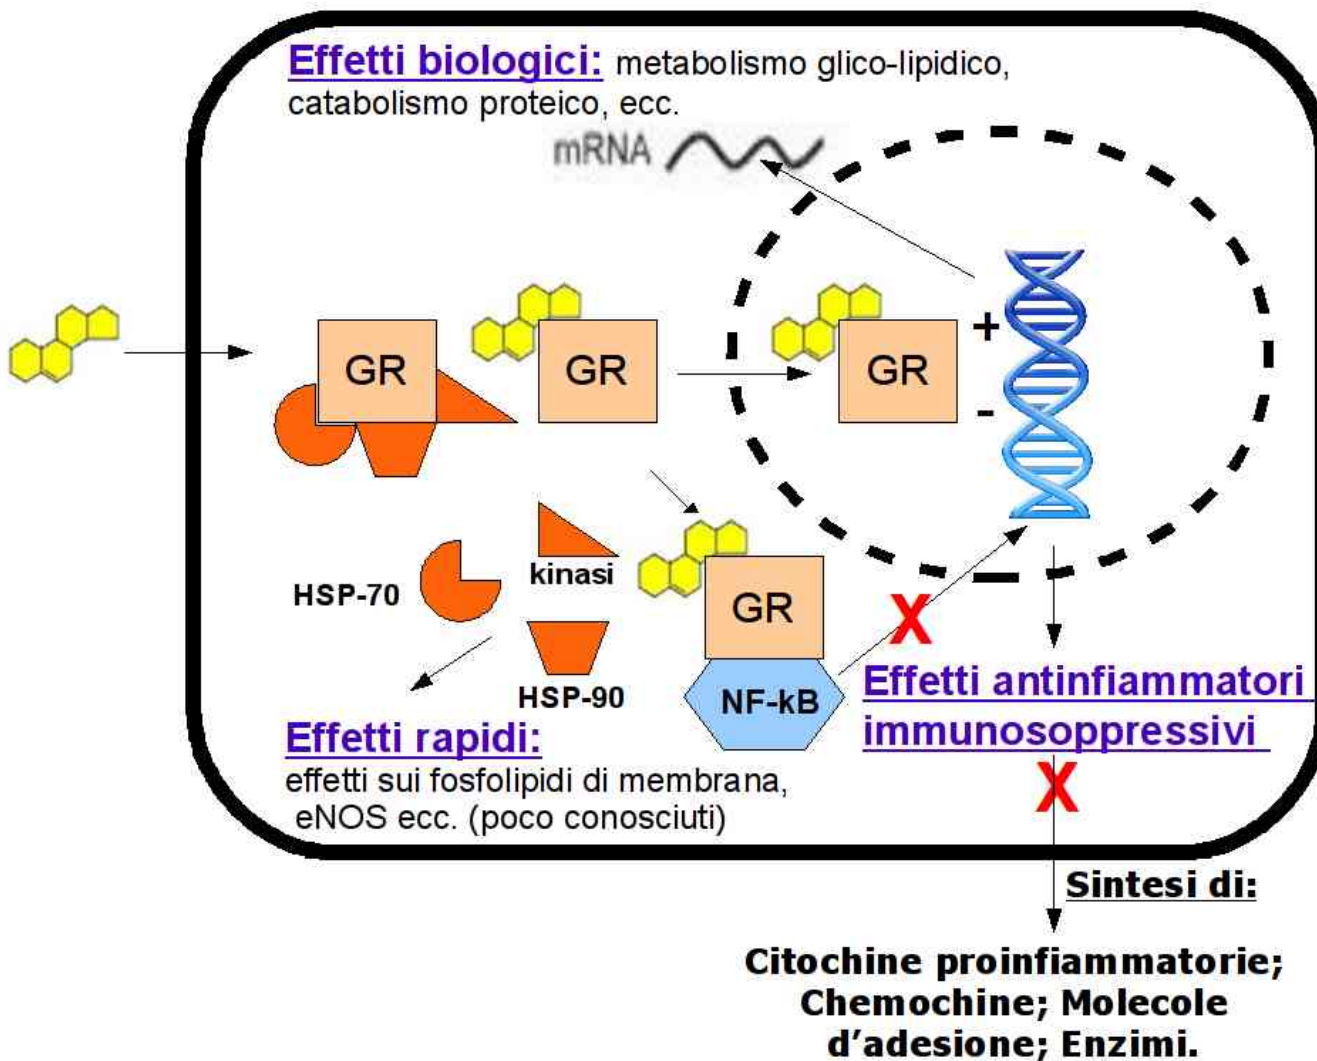 Effetti biologici: metabolismo glico-lipidico,
catabolismo proteico, ecc.
mRNA
GR
GR
GR
+
-
kinasi
HSP-70
HSP-90
GR
NF-kB
X
Effetti antinfiammatori
immunosoppressivi
X
Effetti rapidi:
effetti sui fosfolipidi di membrana,
eNOS ecc. (poco conosciuti)
Sintesi di:
Citochine proinfiammatorie;
Chemochine; Molecole
d'adesione; Enzimi.